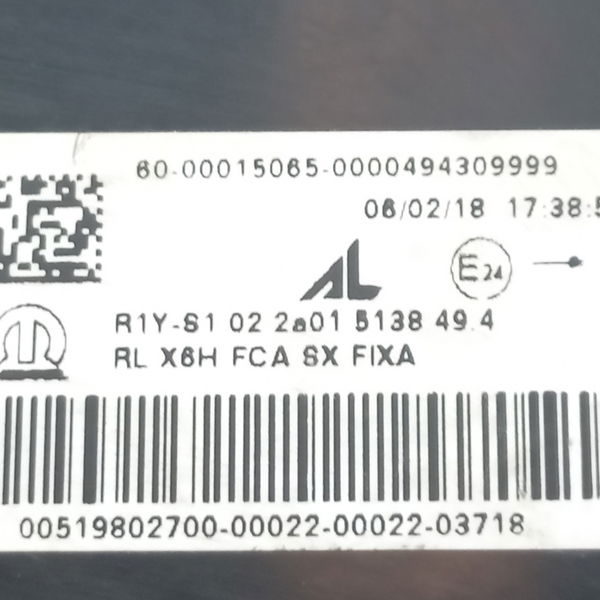 60-00015065-0000494309999
06/02/18 17:38:5
AL
E24
R1Y-S1 02 2a01 5138 49.4
RL X6H FCA SX FIXA
00519802700-00022-00022-03718